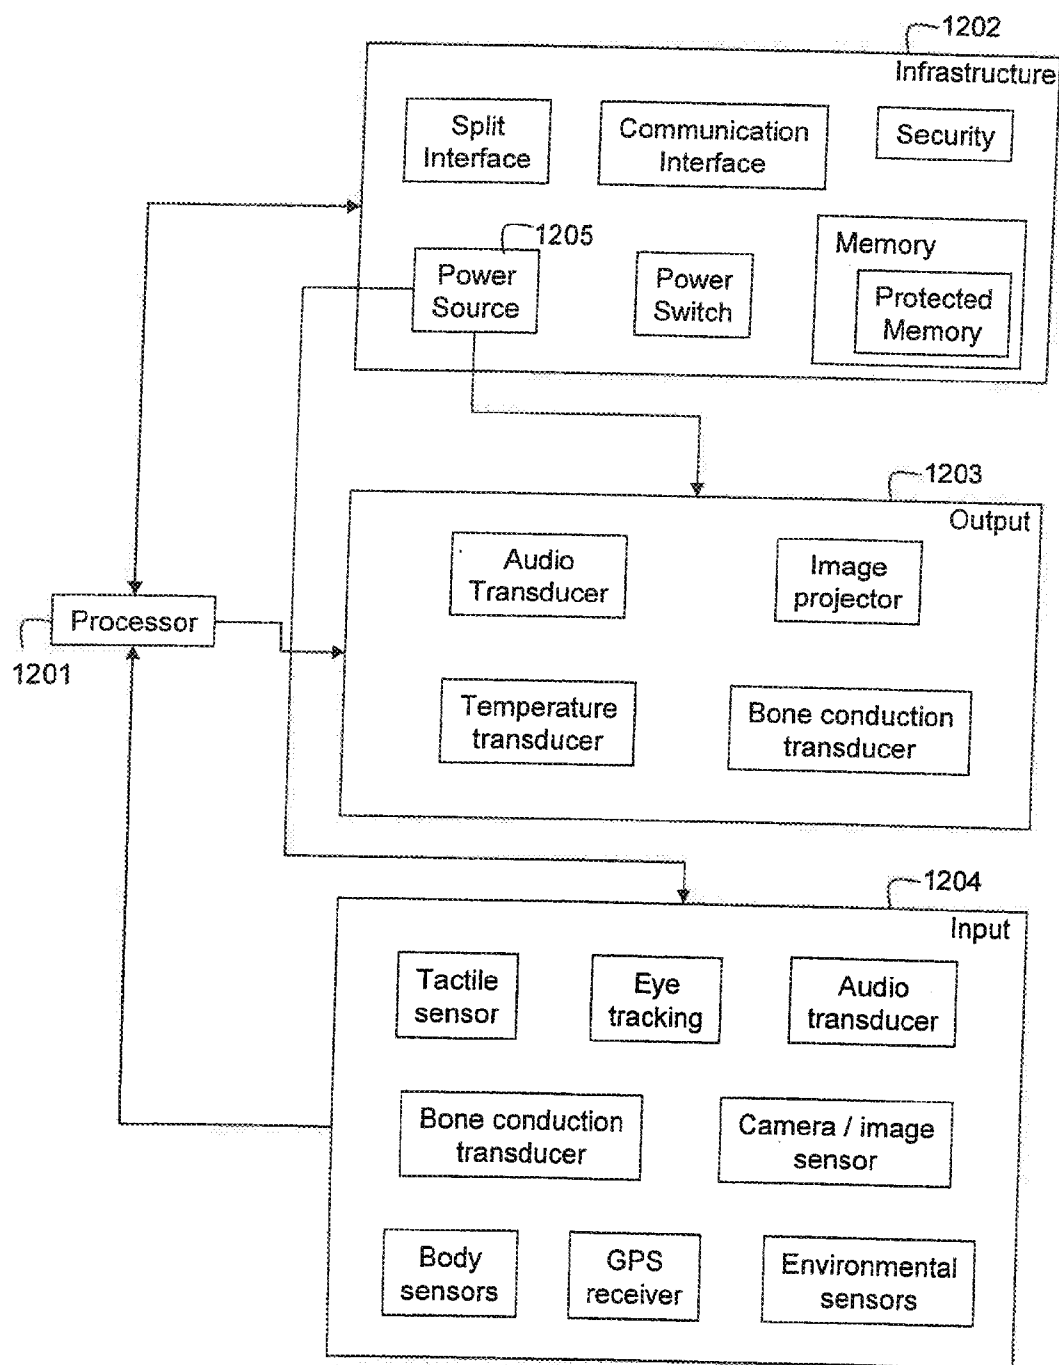 1202
Infrastructure
Split
Interface
Communication
Interface
Security
1205
Power
Source
Power
Switch
Memory
Protected
Memory
1203
Output
Audio
Transducer
Image
projector
Processor
1201
Temperature
transducer
Bone conduction
transducer
1204
Input
Tactile
sensor
Eye
tracking
Audio
transducer
Bone conduction
transducer
Camera / image
sensor
Body
sensors
GPS
receiver
Environmental
sensors